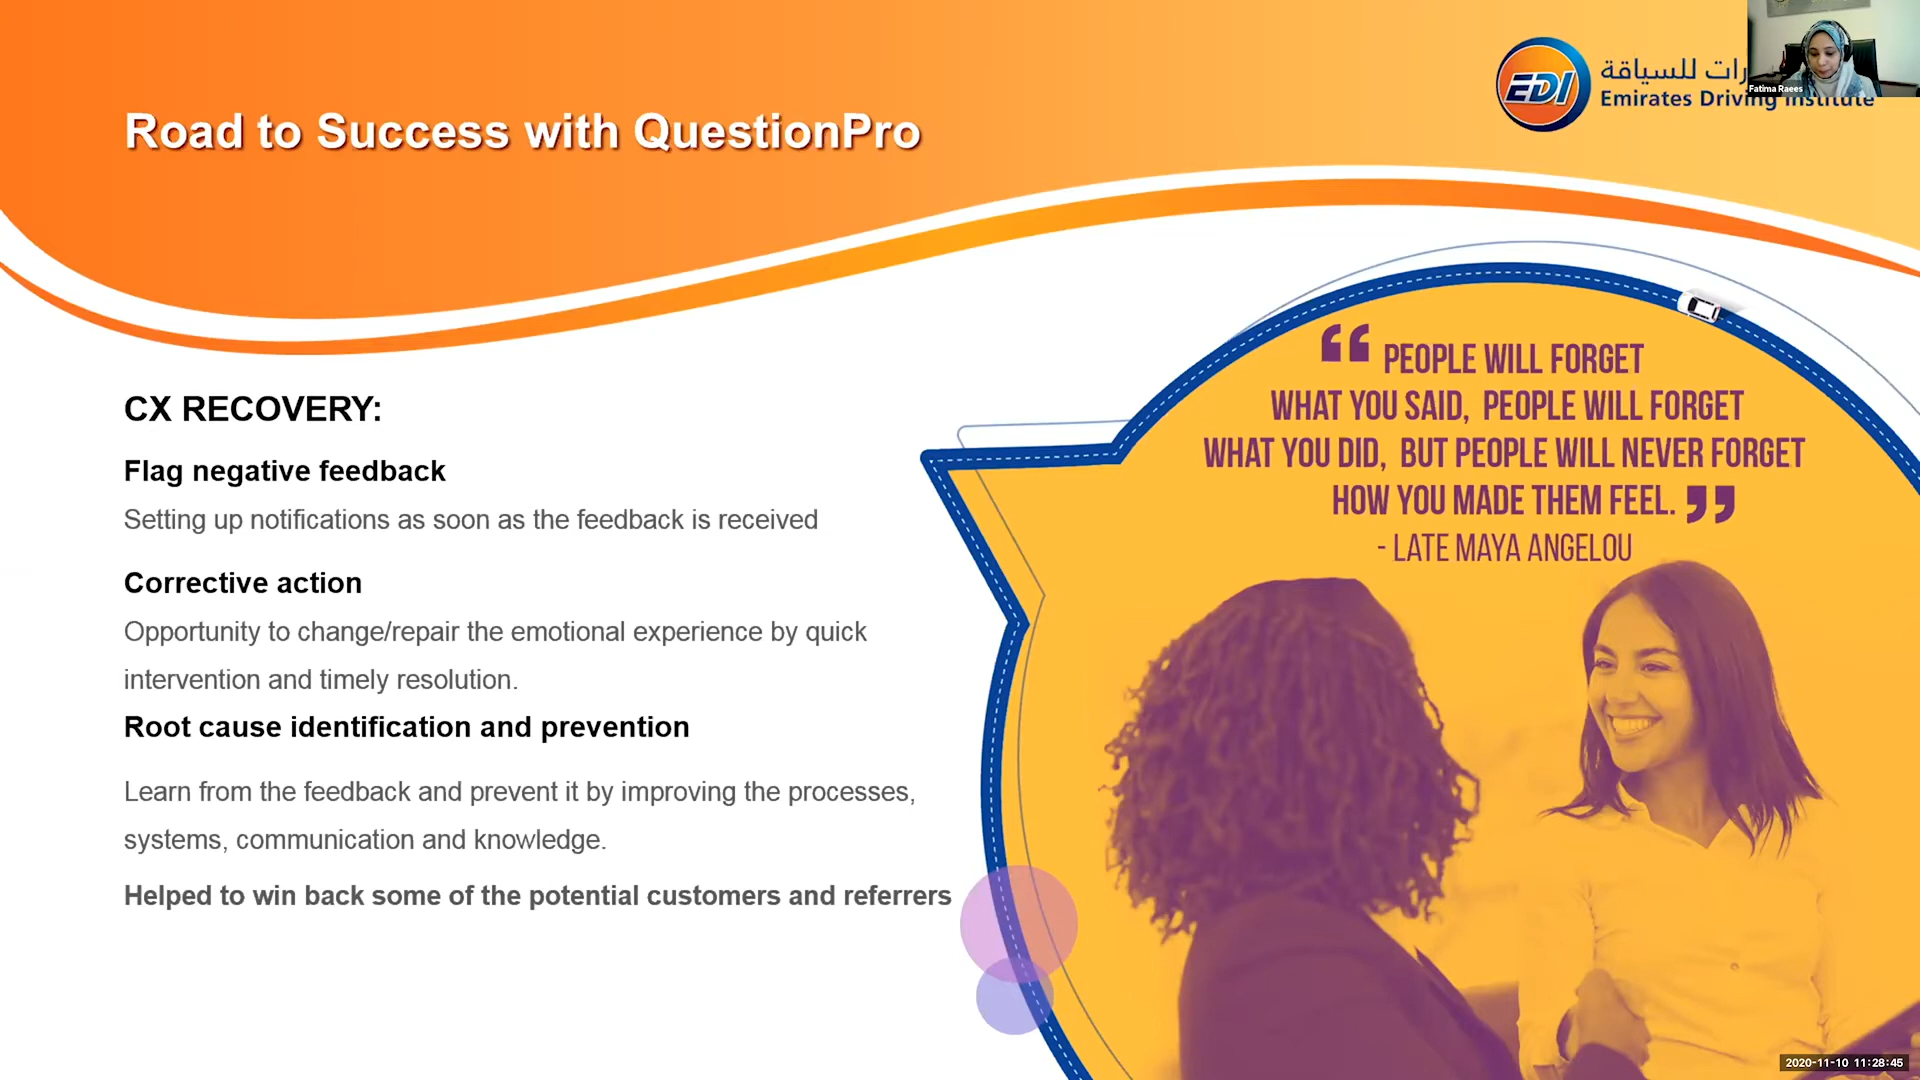 Road to Success with QuestionPro
EDI
رات للسياقة
Emirates Driving Institute
Fatima Raees
CX RECOVERY:
Flag negative feedback
Setting up notifications as soon as the feedback is received
Corrective action
Opportunity to change/repair the emotional experience by quick
intervention and timely resolution.
Root cause identification and prevention
Learn from the feedback and prevent it by improving the processes,
systems, communication and knowledge.
Helped to win back some of the potential customers and referrers
“ PEOPLE WILL FORGET
WHAT YOU SAID, PEOPLE WILL FORGET
WHAT YOU DID, BUT PEOPLE WILL NEVER FORGET
HOW YOU MADE THEM FEEL. ”
- LATE MAYA ANGELOU
2020-11-10 11:28:45